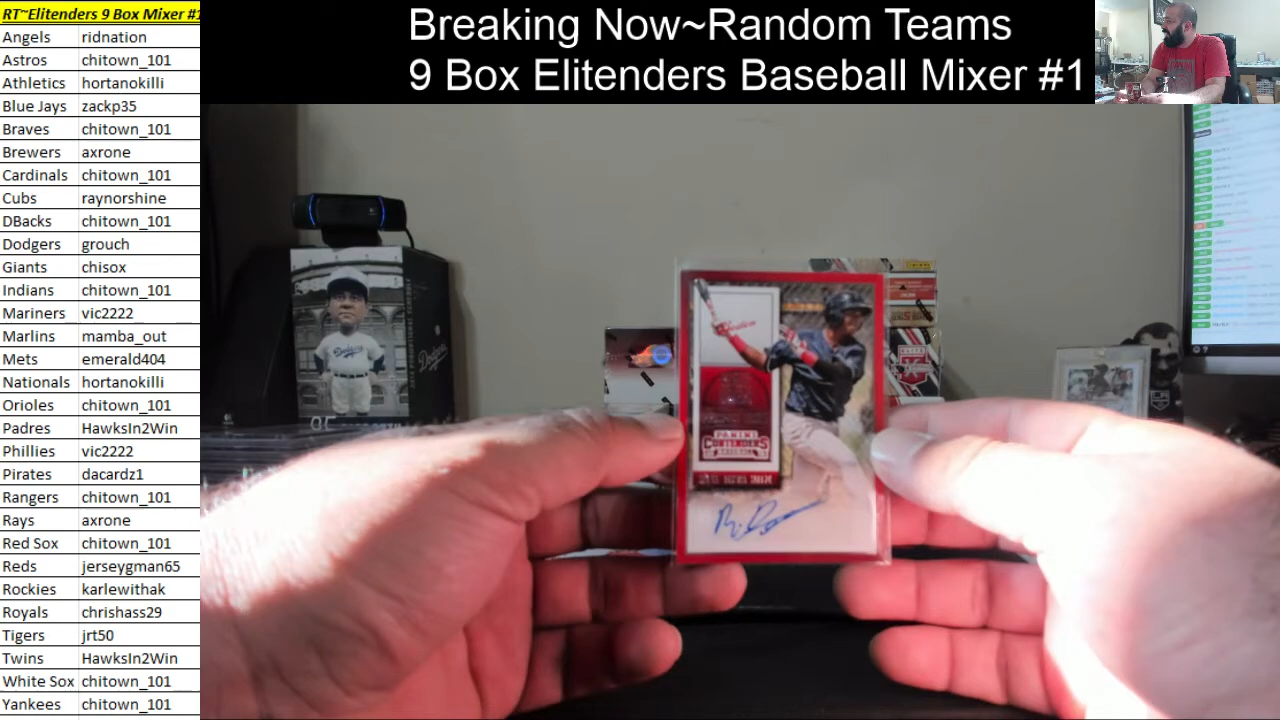 RT~Elitenders 9 Box Mixer #1
Angels ridnation
Astros chitown_101
Athletics hortanokilli
Blue Jays zackp35
Braves chitown_101
Brewers axrone
Cardinals chitown_101
Cubs raynorshine
DBacks chitown_101
Dodgers grouch
Giants chisox
Indians chitown_101
Mariners vic2222
Marlins mamba_out
Mets emerald404
Nationals hortanokilli
Orioles chitown_101
Padres HawksIn2Win
Phillies vic2222
Pirates dacardz1
Rangers chitown_101
Rays axrone
Red Sox chitown_101
Reds jerseygman65
Rockies karlewithak
Royals chrishass29
Tigers jrt50
Twins HawksIn2Win
White Sox chitown_101
Yankees chitown_101
Breaking Now~Random Teams
9 Box Elitenders Baseball Mixer #1
Dodgers
Dodgers
PANINI
CONTENDERS